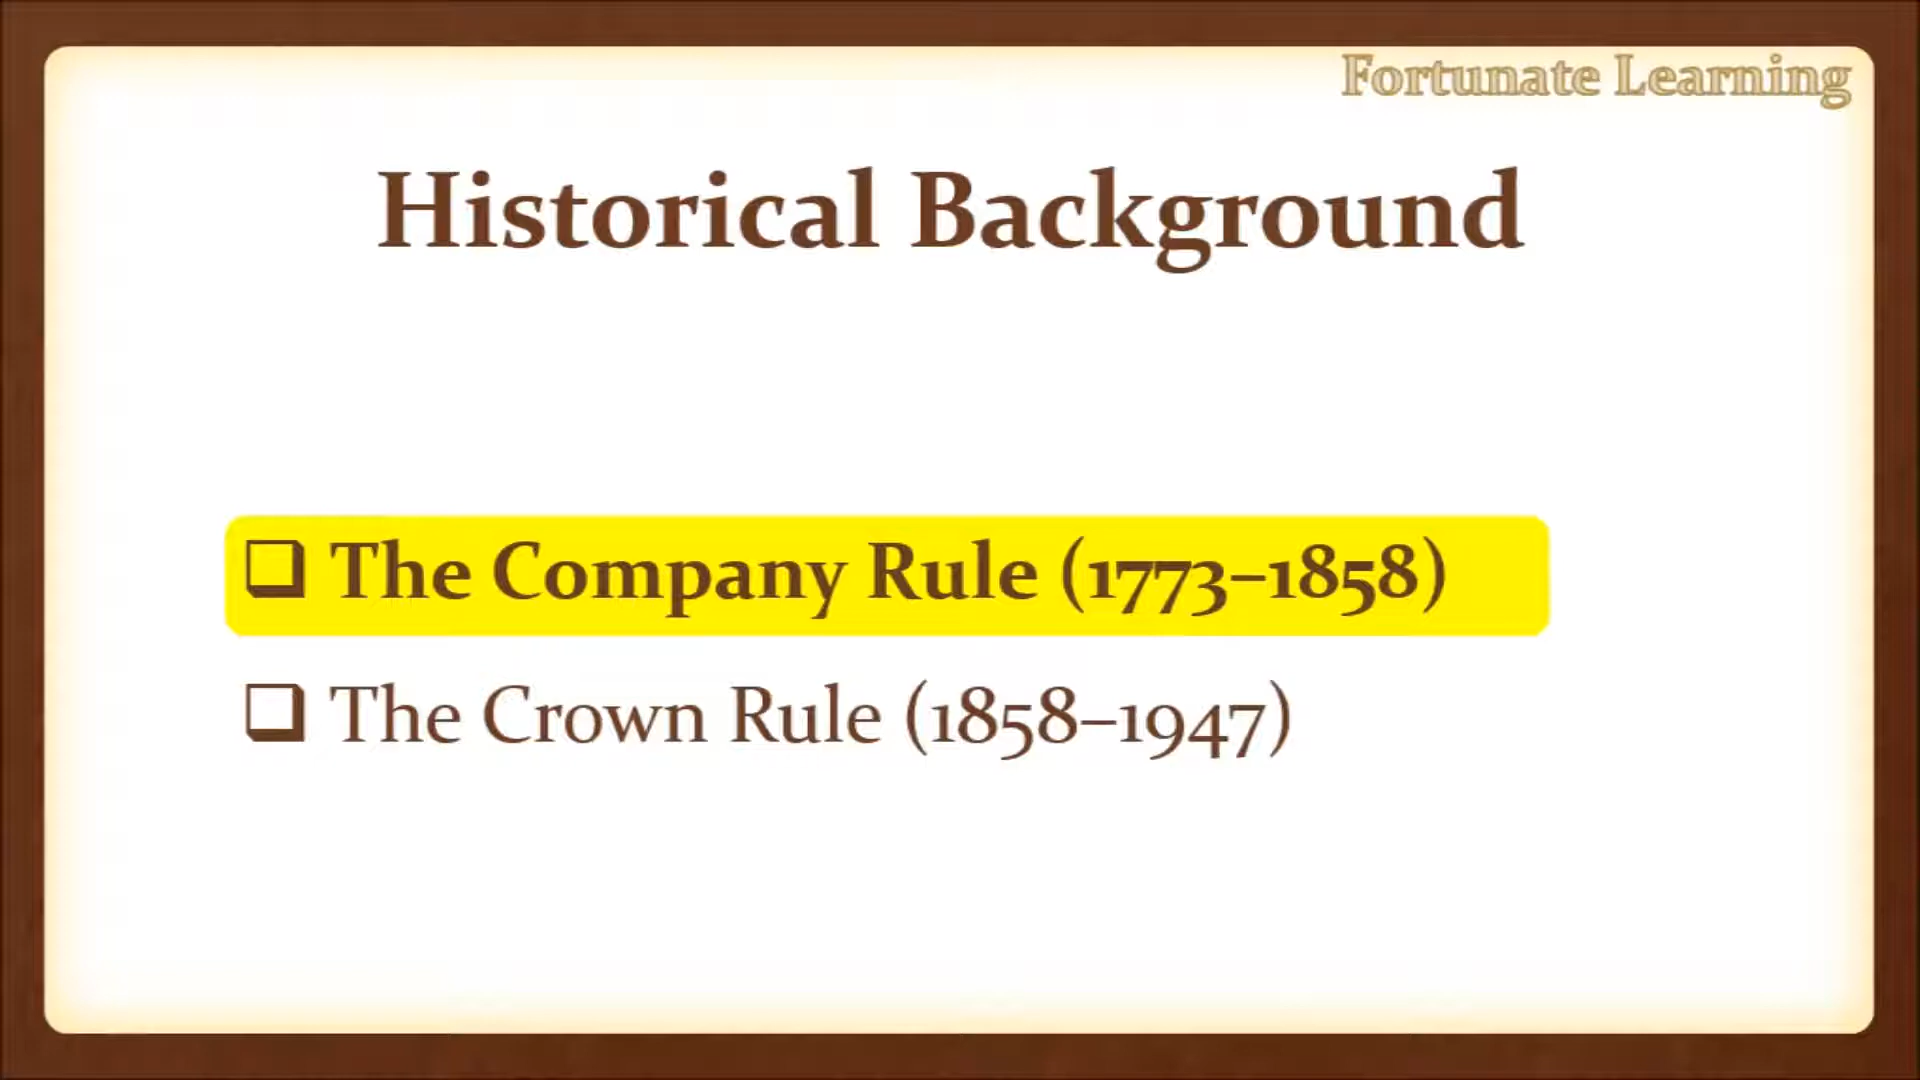 Fortunate Learning
Historical Background
The Company Rule (1773–1858)
The Crown Rule (1858–1947)